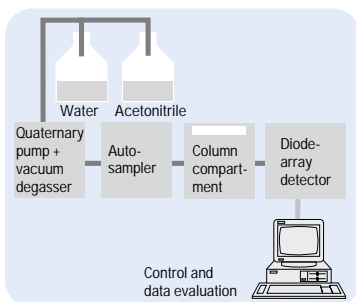 Water Acetonitrile
Quaternary
pump +
vacuum
degasser
Auto-
sampler
Column
compart-
ment
Diode-
array
detector
Control and
data evaluation